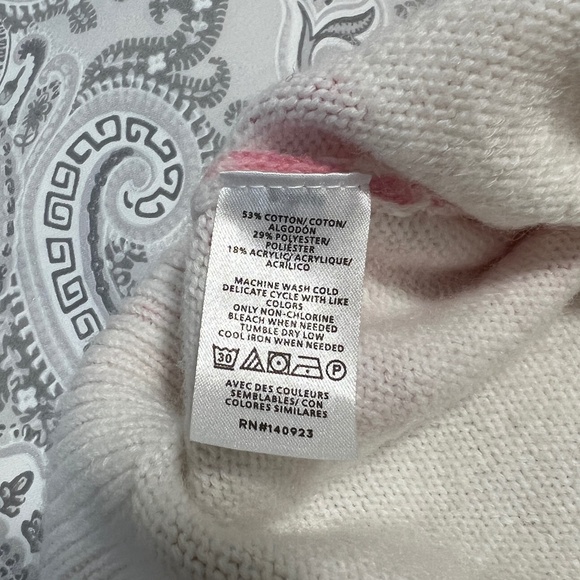 53% COTTON/COTON/
ALGODÓN
29% POLYESTER/
POLIÉSTER
18% ACRYLIC/ACRYLIQUE/
ACRÍLICO
MACHINE WASH COLD
DELICATE CYCLE WITH LIKE
COLORS
ONLY NON-CHLORINE
BLEACH WHEN NEEDED
TUMBLE DRY LOW
COOL IRON WHEN NEEDED
30 P
AVEC DES COULEURS
SEMBLABLES/CON
COLORES SIMILARES
RN#140923